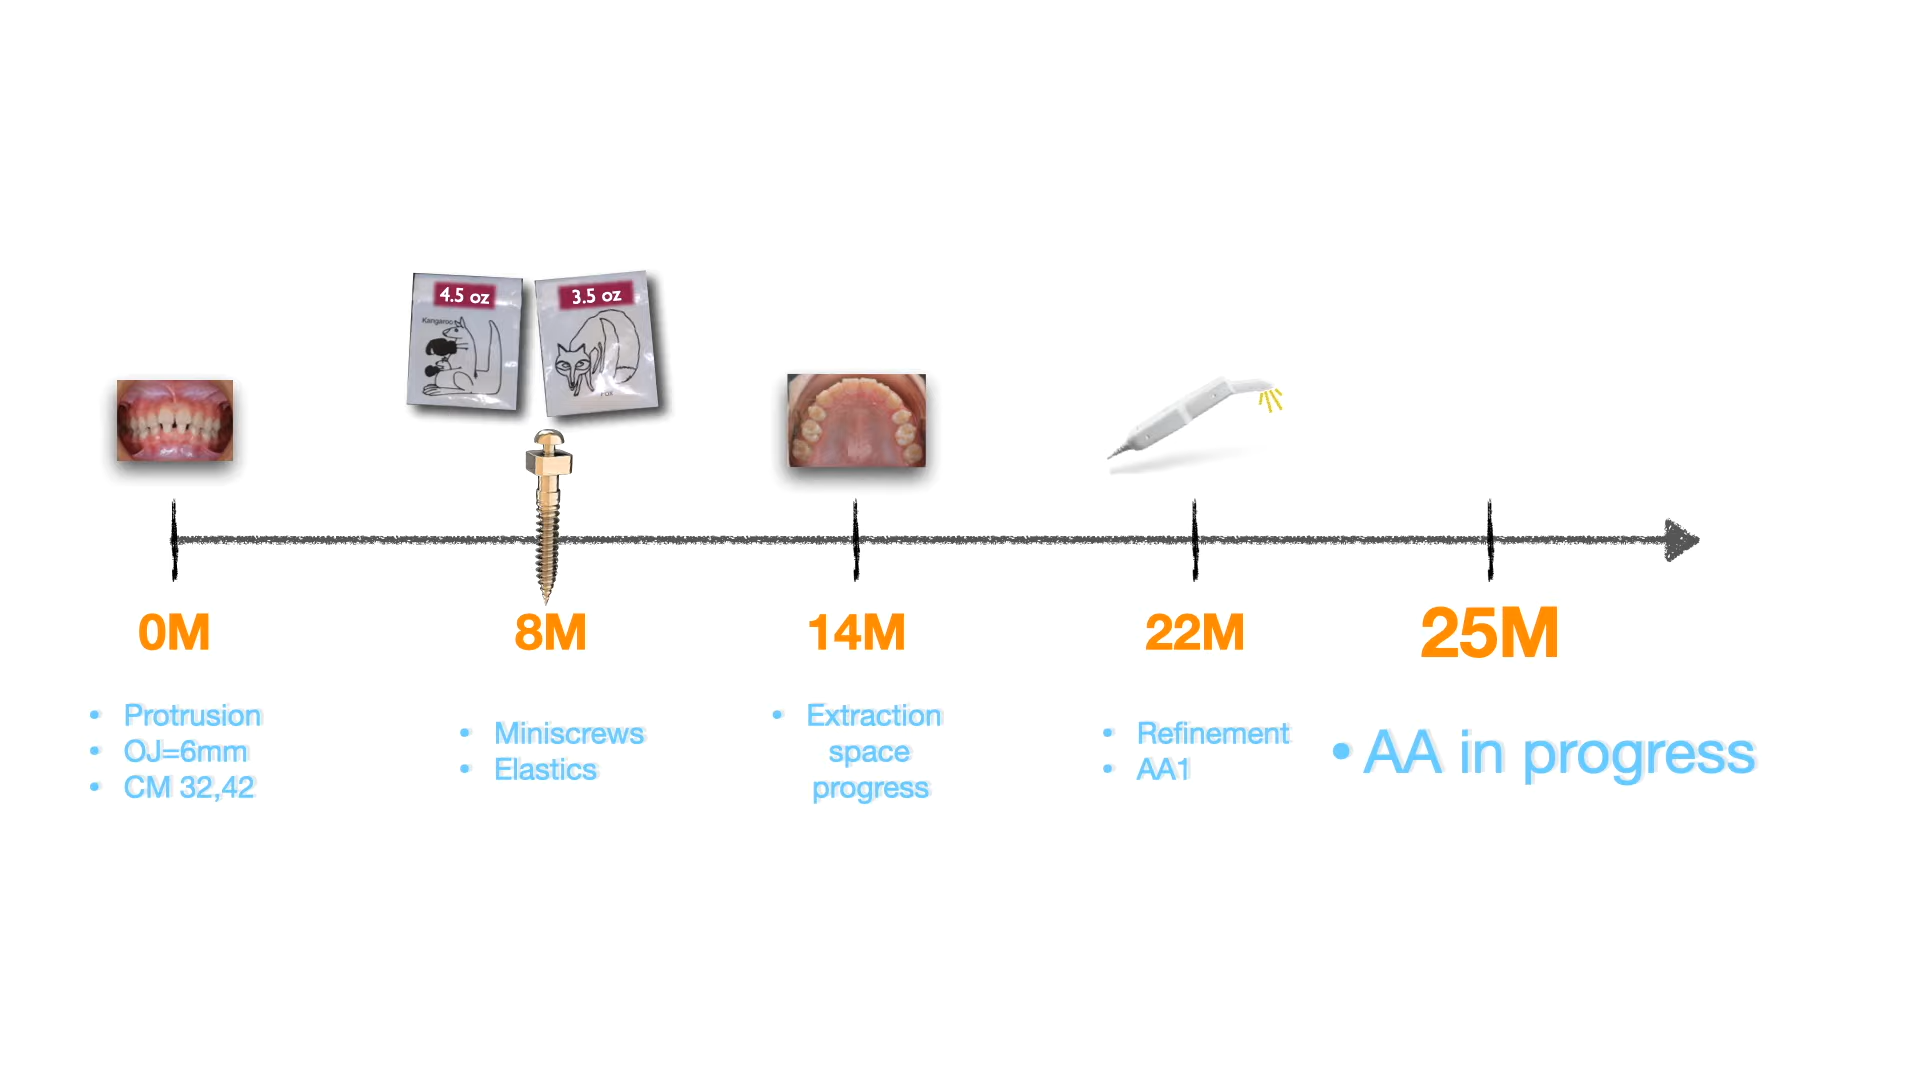 4.5 oz
3.5 oz
Kangaroo
FOX
0M
8M
14M
22M
25M
• Protrusion
• OJ=6mm
• CM 32,42
• Miniscrews
• Elastics
• Extraction
space
progress
• Refinement
• AA1
• AA in progress